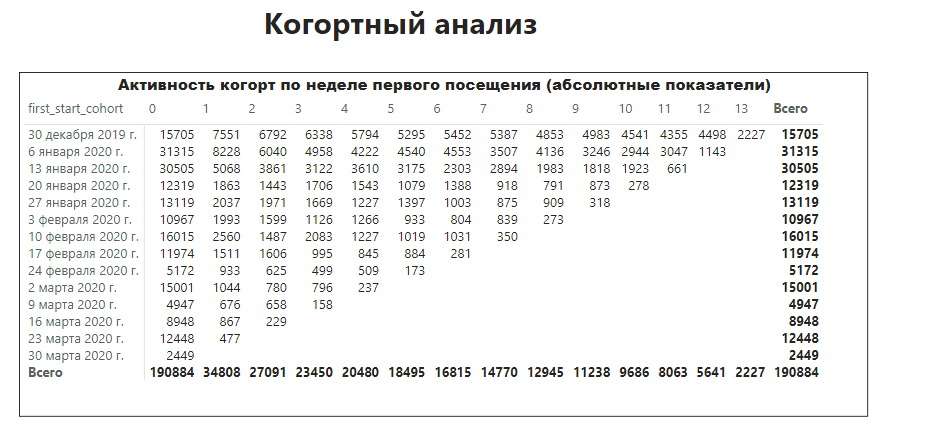 Когортный анализ
Активность когорт по неделе первого посещения (абсолютные показатели)
first_start_cohort 0 1 2 3 4 5 6 7 8 9 10 11 12 13 Всего
30 декабря 2019 г. 15705 7551 6792 6338 5794 5295 5452 5387 4853 4983 4541 4355 4498 2227 15705
6 января 2020 г. 31315 8228 6040 4958 4222 4540 4553 3507 4136 3246 2944 3047 1143 31315
13 января 2020 г. 30505 5068 3861 3122 3610 3175 2303 2894 1983 1818 1923 661 30505
20 января 2020 г. 12319 1863 1443 1706 1543 1079 1388 918 791 873 278 12319
27 января 2020 г. 13119 2037 1971 1669 1227 1397 1003 875 909 318 13119
3 февраля 2020 г. 10967 1993 1599 1126 1266 933 804 839 273 10967
10 февраля 2020 г. 16015 2560 1487 2083 1227 1019 1031 350 16015
17 февраля 2020 г. 11974 1511 1606 995 845 884 281 11974
24 февраля 2020 г. 5172 933 625 499 509 173 5172
2 марта 2020 г. 15001 1044 780 796 237 15001
9 марта 2020 г. 4947 676 658 158 4947
16 марта 2020 г. 8948 867 229 8948
23 марта 2020 г. 12448 477 12448
30 марта 2020 г. 2449 2449
Всего 190884 34808 27091 23450 20480 18495 16815 14770 12945 11238 9686 8063 5641 2227 190884